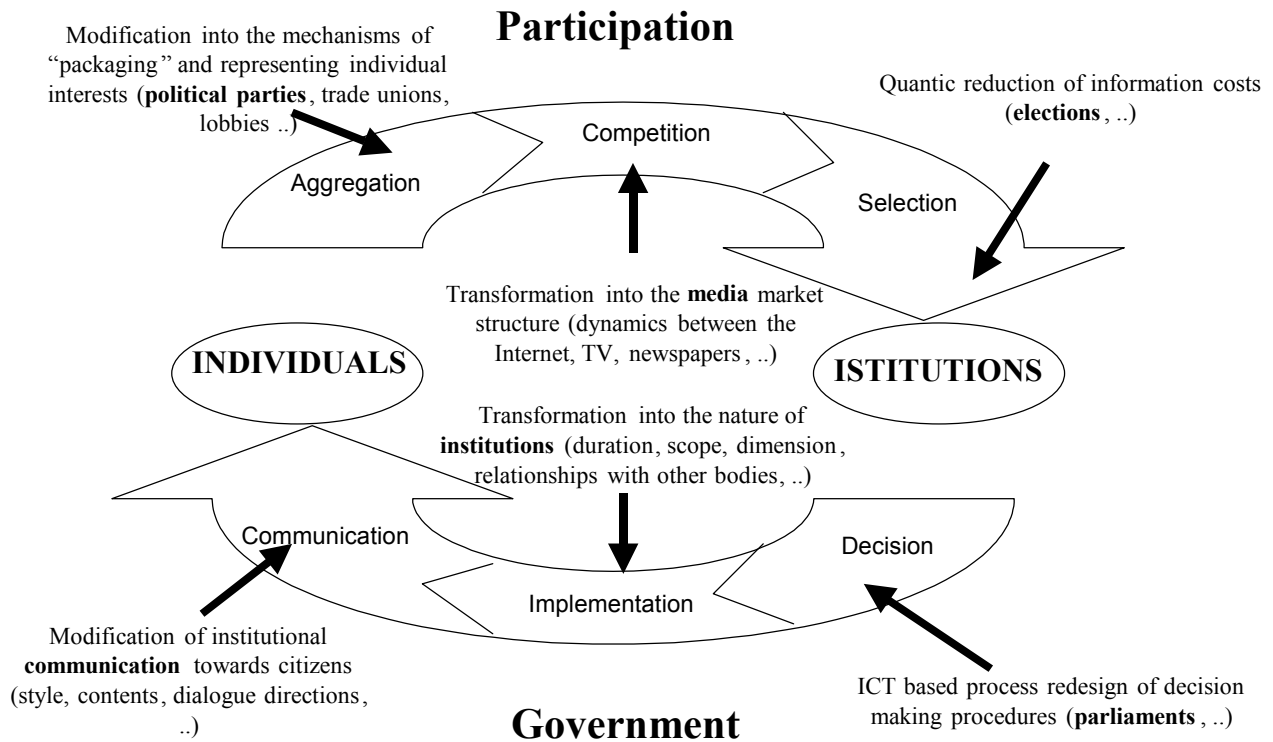 Participation
Modification into the mechanisms of
“packaging” and representing individual
interests (political parties, trade unions,
lobbies ..)
Quantic reduction of information costs
(elections, ..)
Aggregation
Competition
Selection
Transformation into the media market
structure (dynamics between the
Internet, TV, newspapers, ..)
INDIVIDUALS
ISTITUTIONS
Transformation into the nature of
institutions (duration, scope, dimension,
relationships with other bodies, ..)
Communication
Implementation
Decision
Modification of institutional
communication towards citizens
(style, contents, dialogue directions,
..)
ICT based process redesign of decision
making procedures (parliaments, ..)
Government